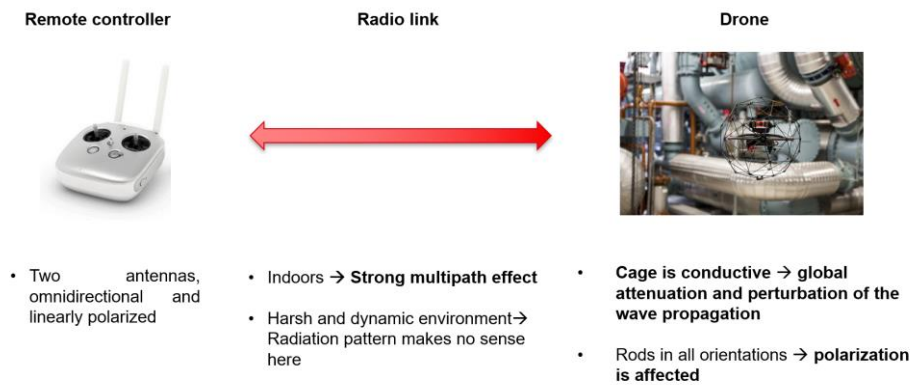 Remote controller
Radio link
Drone
• Two antennas,
omnidirectional and
linearly polarized
• Indoors → Strong multipath effect
• Harsh and dynamic environment→
Radiation pattern makes no sense
here
• Cage is conductive → global
attenuation and perturbation of the
wave propagation
• Rods in all orientations → polarization
is affected